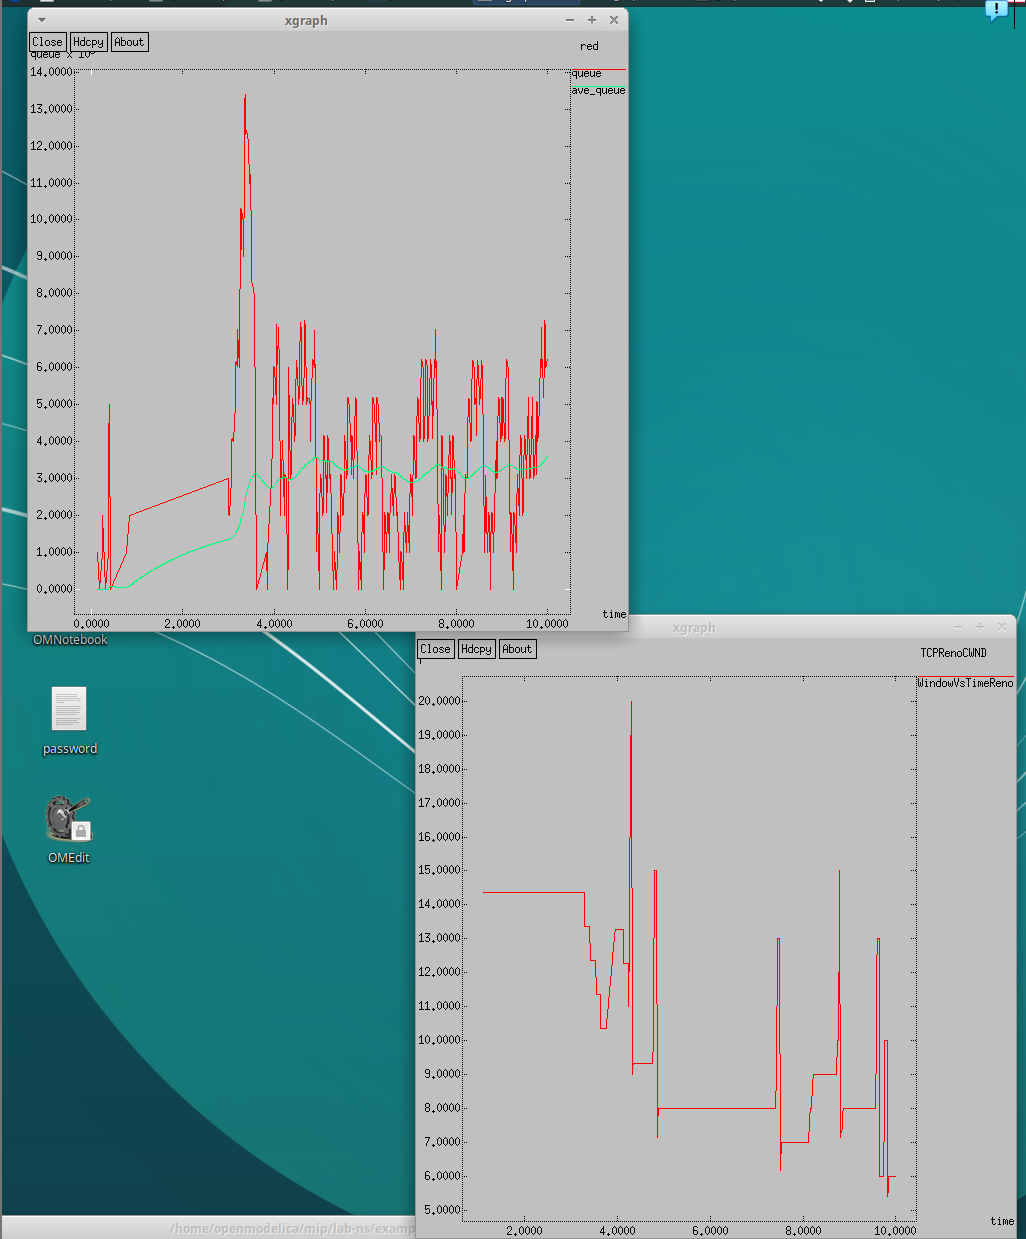 xgraph
Close Hdcpy About
red
queue
ave_queue
14.0000
13.0000
12.0000
11.0000
10.0000
9.0000
8.0000
7.0000
6.0000
5.0000
4.0000
3.0000
2.0000
1.0000
0.0000
0.0000 2.0000 4.0000 6.0000 8.0000 10.0000
time
OMNotebook
password
OMEdit
xgraph
Close Hdcpy About
TCPRenoCWND
WindowVsTimeReno
20.0000
19.0000
18.0000
17.0000
16.0000
15.0000
14.0000
13.0000
12.0000
11.0000
10.0000
9.0000
8.0000
7.0000
6.0000
5.0000
2.0000 4.0000 6.0000 8.0000 10.0000
time
/home/openmodelica/mip/lab-ns/examp